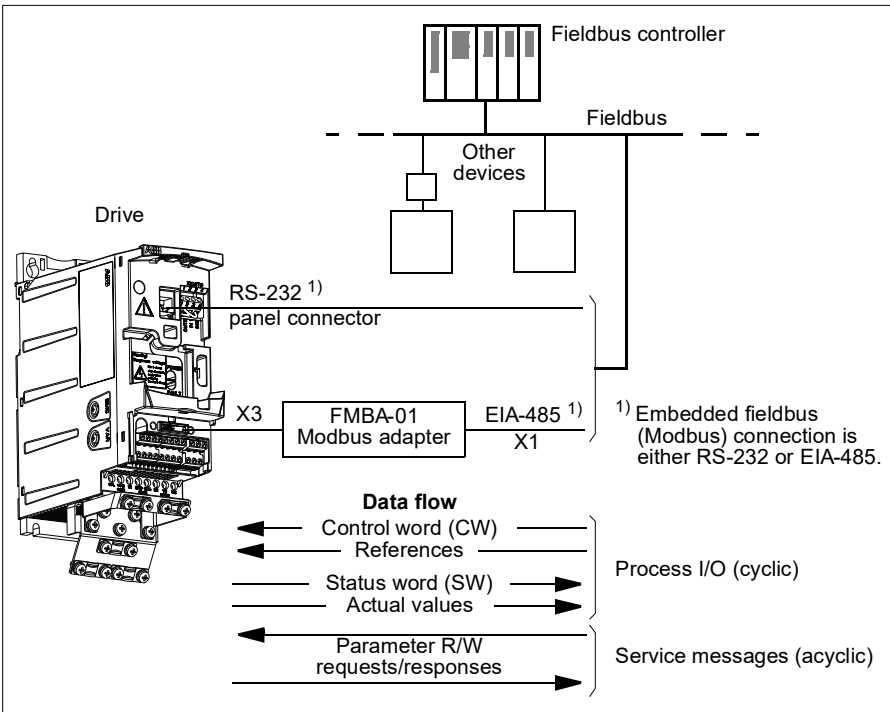 Fieldbus controller
Fieldbus
Other
devices
Drive
RS-232 1)
panel connector
X3
FMBA-01
Modbus adapter
EIA-485 1)
X1
1) Embedded fieldbus
(Modbus) connection is
either RS-232 or EIA-485.
Data flow
Control word (CW)
References
Status word (SW)
Actual values
Process I/O (cyclic)
Parameter R/W
requests/responses
Service messages (acyclic)